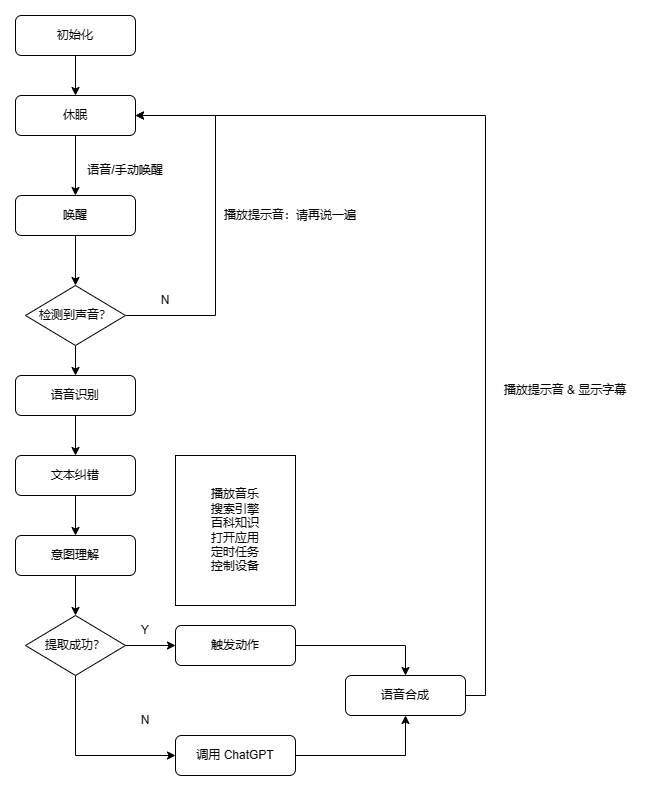 初始化
休眠
语音/手动唤醒
唤醒
播放提示音：请再说一遍
N
检测到声音?
播放提示音 & 显示字幕
语音识别
文本纠错
播放音乐
搜索引擎
百科知识
打开应用
定时任务
控制设备
意图理解
提取成功?
Y
触发动作
语音合成
N
调用 ChatGPT